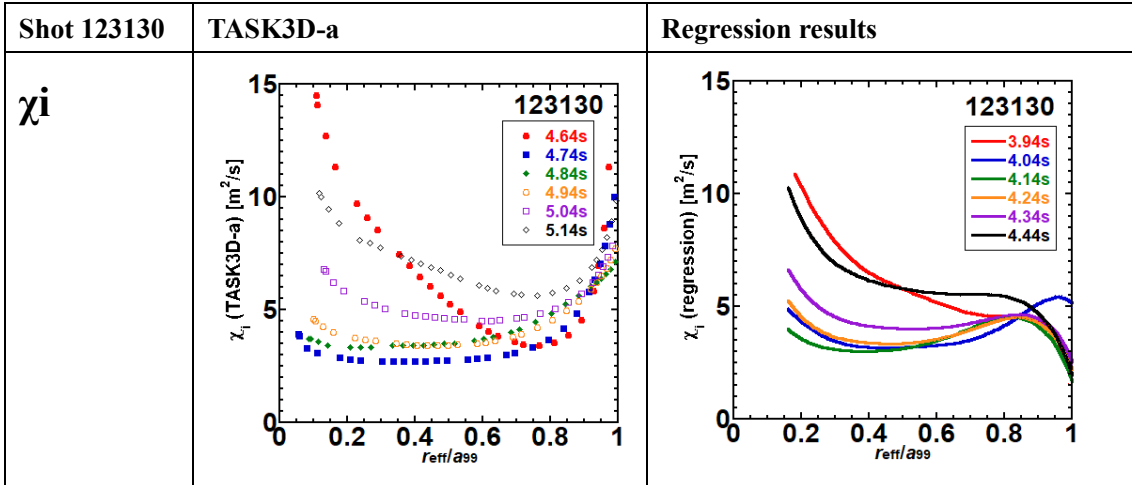 Shot 123130
TASK3D-a
Regression results
χi
15
10
5
0
χi (TASK3D-a) [m²/s]
123130
4.64s
4.74s
4.84s
4.94s
5.04s
5.14s
0 0.2 0.4 0.6 0.8 1
reff/a99
15
10
5
0
χi (regression) [m²/s]
123130
3.94s
4.04s
4.14s
4.24s
4.34s
4.44s
0 0.2 0.4 0.6 0.8 1
reff/a99